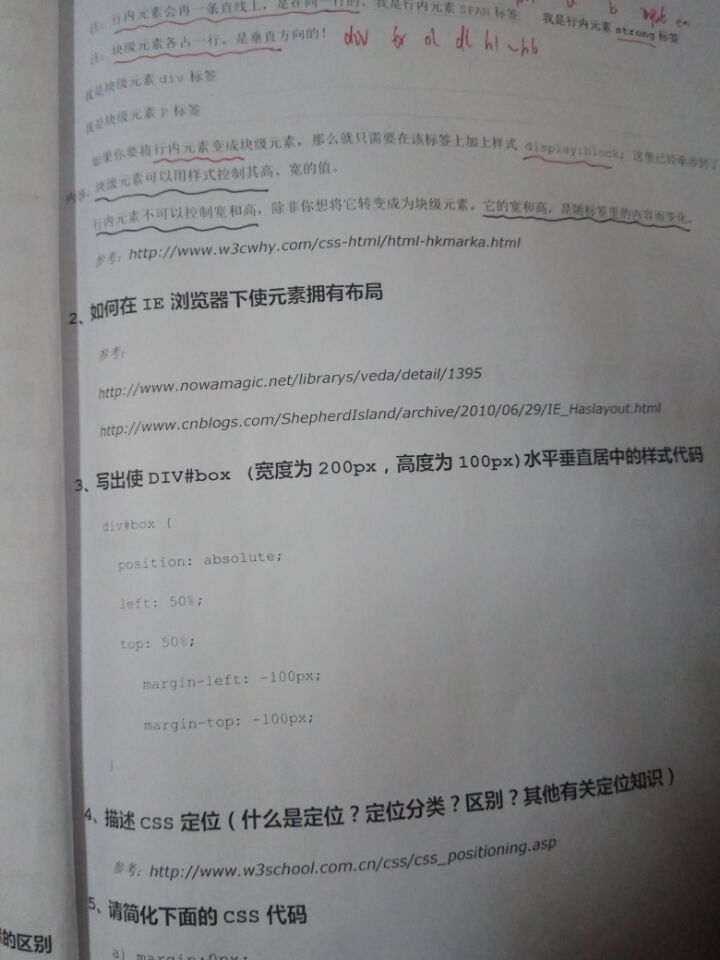 注: 行内元素会再一条直线上, 是在同一行的, 我是行内元素 SPAN 标签 我是行内元素 strong 标签
b input em
注: 块级元素各占一行。是垂直方向的! div ol dl h1~h6
我是块级元素 div 标签
我是块级元素 P 标签
如果你要将行内元素变成块级元素，那么就只需要在该标签上加上样式 display:block; 这里已经牵涉到了
内容: 块级元素可以用样式控制其高、宽的值。
行内元素不可以控制宽和高，除非你想将它转变成为块级元素。它的宽和高，是随标签里的内容而变化。
参考: http://www.w3cwhy.com/css-html/html-hkmarka.html
2、如何在 IE 浏览器下使元素拥有布局
参考:
http://www.nowamagic.net/librarys/veda/detail/1395
http://www.cnblogs.com/ShepherdIsland/archive/2010/06/29/IE_Haslayout.html
3、写出使 DIV#box （宽度为 200px，高度为 100px)水平垂直居中的样式代码
div#box {
position: absolute;
left: 50%;
top: 50%;
margin-left: -100px;
margin-top: -100px;
}
4、描述 css 定位（什么是定位？定位分类？区别？其他有关定位知识）
参考: http://www.w3school.com.cn/css/css_positioning.asp
5、请简化下面的 css 代码
的区别
a) margin:0px;